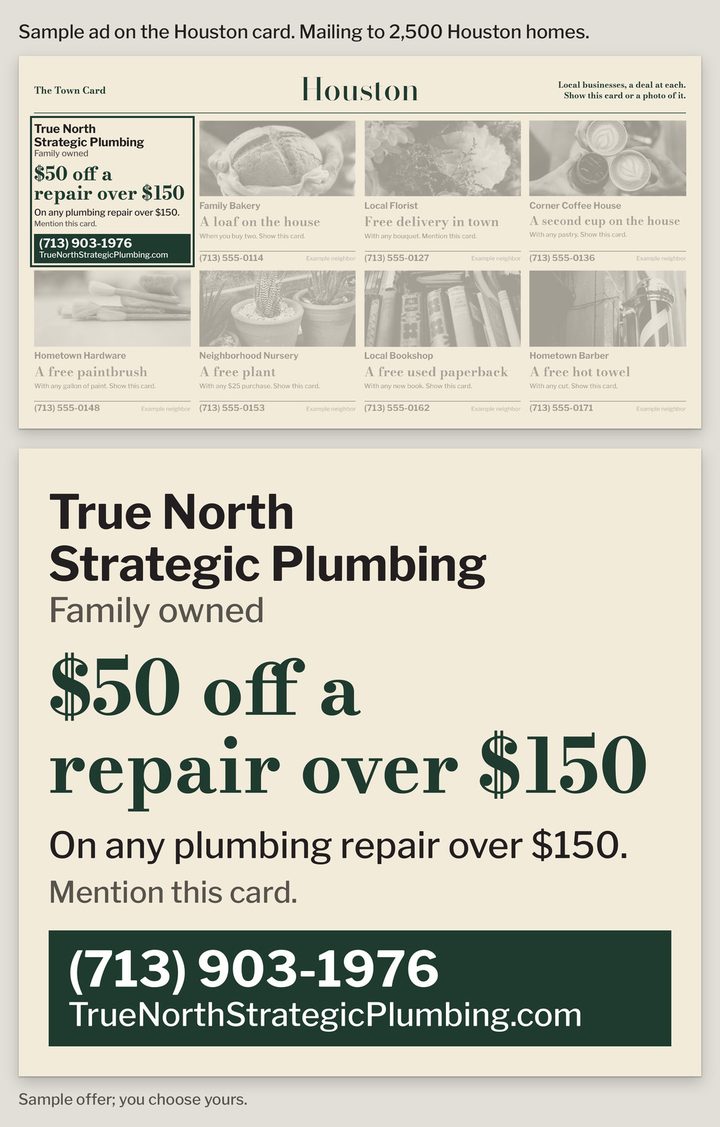 Sample ad on the Houston card. Mailing to 2,500 Houston homes.
The Town Card
Houston
Local businesses, a deal at each.
Show this card or a photo of it.
True North
Strategic Plumbing
Family owned
$50 off a
repair over $150
On any plumbing repair over $150.
Mention this card.
(713) 903-1976
TrueNorthStrategicPlumbing.com
Family Bakery
A loaf on the house
When you buy two. Show this card.
(713) 555-0114
Example neighbor
Local Florist
Free delivery in town
With any bouquet. Mention this card.
(713) 555-0127
Example neighbor
Corner Coffee House
A second cup on the house
With any pastry. Show this card.
(713) 555-0136
Example neighbor
Hometown Hardware
A free paintbrush
With any gallon of paint. Show this card.
(713) 555-0148
Example neighbor
Neighborhood Nursery
A free plant
With any $25 purchase. Show this card.
(713) 555-0153
Example neighbor
Local Bookshop
A free used paperback
With any new book. Show this card.
(713) 555-0162
Example neighbor
Hometown Barber
A free hot towel
With any cut. Show this card.
(713) 555-0171
Example neighbor
True North
Strategic Plumbing
Family owned
$50 off a
repair over $150
On any plumbing repair over $150.
Mention this card.
(713) 903-1976
TrueNorthStrategicPlumbing.com
Sample offer; you choose yours.